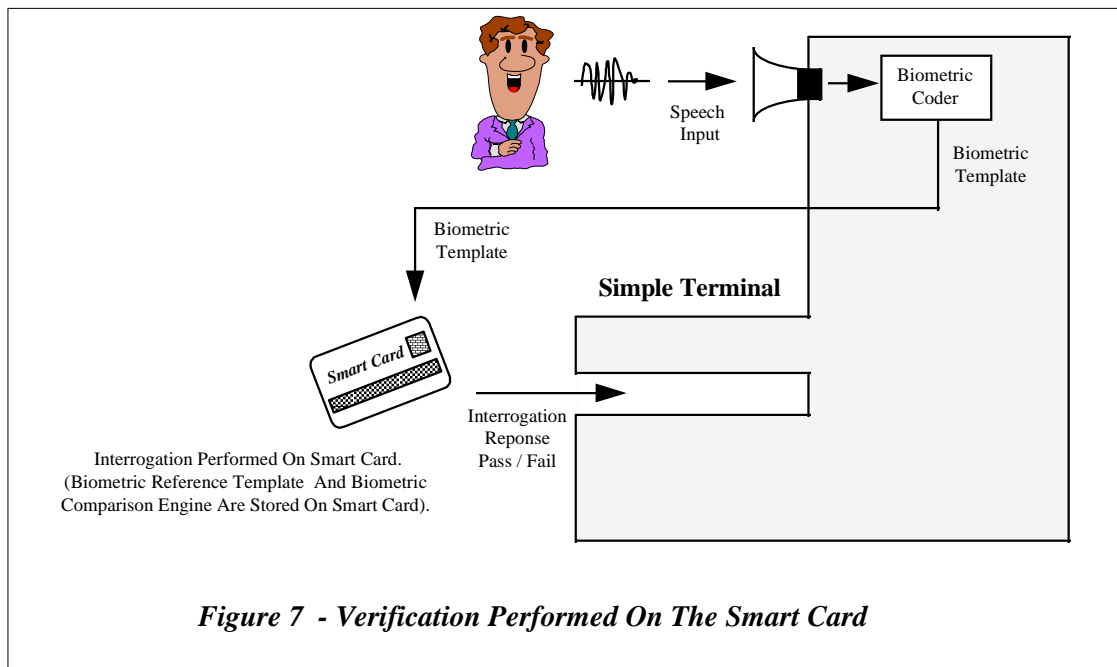 Biometric
Coder
Speech
Input
Biometric
Template
Biometric
Template
Simple Terminal
Smart Card
Interrogation
Reponse
Pass / Fail
Interrogation Performed On Smart Card.
(Biometric Reference Template And Biometric
Comparison Engine Are Stored On Smart Card).
Figure 7 - Verification Performed On The Smart Card